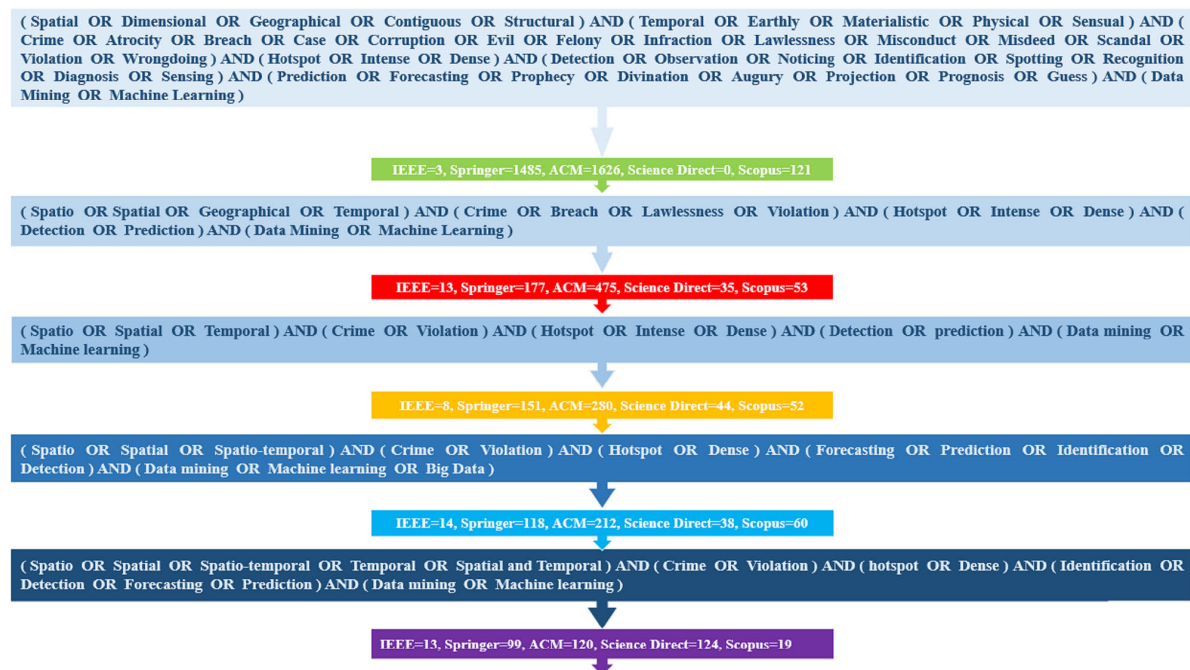 ( Spatial OR Dimensional OR Geographical OR Contiguous OR Structural ) AND ( Temporal OR Earthly OR Materialistic OR Physical OR Sensual ) AND (
Crime OR Atrocity OR Breach OR Case OR Corruption OR Evil OR Felony OR Infraction OR Lawlessness OR Misconduct OR Misdeed OR Scandal OR
Violation OR Wrongdoing ) AND ( Hotspot OR Intense OR Dense ) AND ( Detection OR Observation OR Noticing OR Identification OR Spotting OR Recognition
OR Diagnosis OR Sensing ) AND ( Prediction OR Forecasting OR Prophecy OR Divination OR Augury OR Projection OR Prognosis OR Guess ) AND ( Data
Mining OR Machine Learning )
IEEE=3, Springer=1485, ACM=1626, Science Direct=0, Scopus=121
( Spatio OR Spatial OR Geographical OR Temporal ) AND ( Crime OR Breach OR Lawlessness OR Violation ) AND ( Hotspot OR Intense OR Dense ) AND (
Detection OR Prediction ) AND ( Data Mining OR Machine Learning )
IEEE=13, Springer=177, ACM=475, Science Direct=35, Scopus=53
( Spatio OR Spatial OR Temporal ) AND ( Crime OR Violation ) AND ( Hotspot OR Intense OR Dense ) AND ( Detection OR prediction ) AND ( Data mining OR
Machine learning )
IEEE=8, Springer=151, ACM=280, Science Direct=44, Scopus=52
( Spatio OR Spatial OR Spatio-temporal ) AND ( Crime OR Violation ) AND ( Hotspot OR Dense ) AND ( Forecasting OR Prediction OR Identification OR
Detection ) AND ( Data mining OR Machine learning OR Big Data )
IEEE=14, Springer=118, ACM=212, Science Direct=38, Scopus=60
( Spatio OR Spatial OR Spatio-temporal OR Temporal OR Spatial and Temporal ) AND ( Crime OR Violation ) AND ( hotspot OR Dense ) AND ( Identification OR
Detection OR Forecasting OR Prediction ) AND ( Data mining OR Machine learning )
IEEE=13, Springer=99, ACM=120, Science Direct=124, Scopus=19